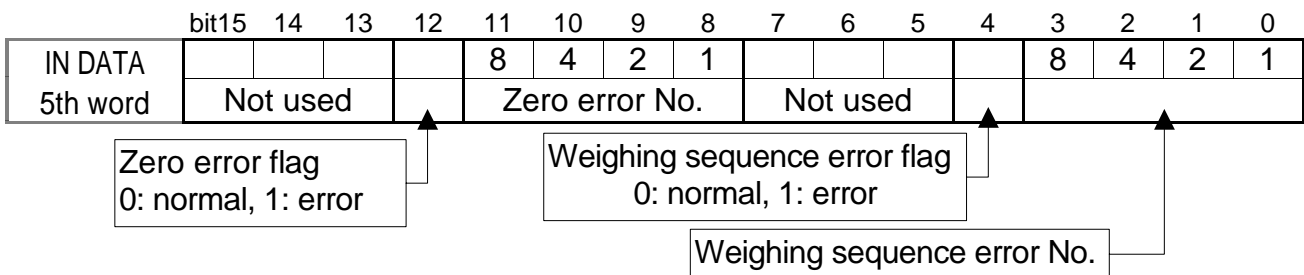 bit15 14 13 12 11 10 9 8 7 6 5 4 3 2 1 0
IN DATA 8 4 2 1 8 4 2 1
5th word Not used Zero error No. Not used
Zero error flag
0: normal, 1: error
Weighing sequence error flag
0: normal, 1: error
Weighing sequence error No.